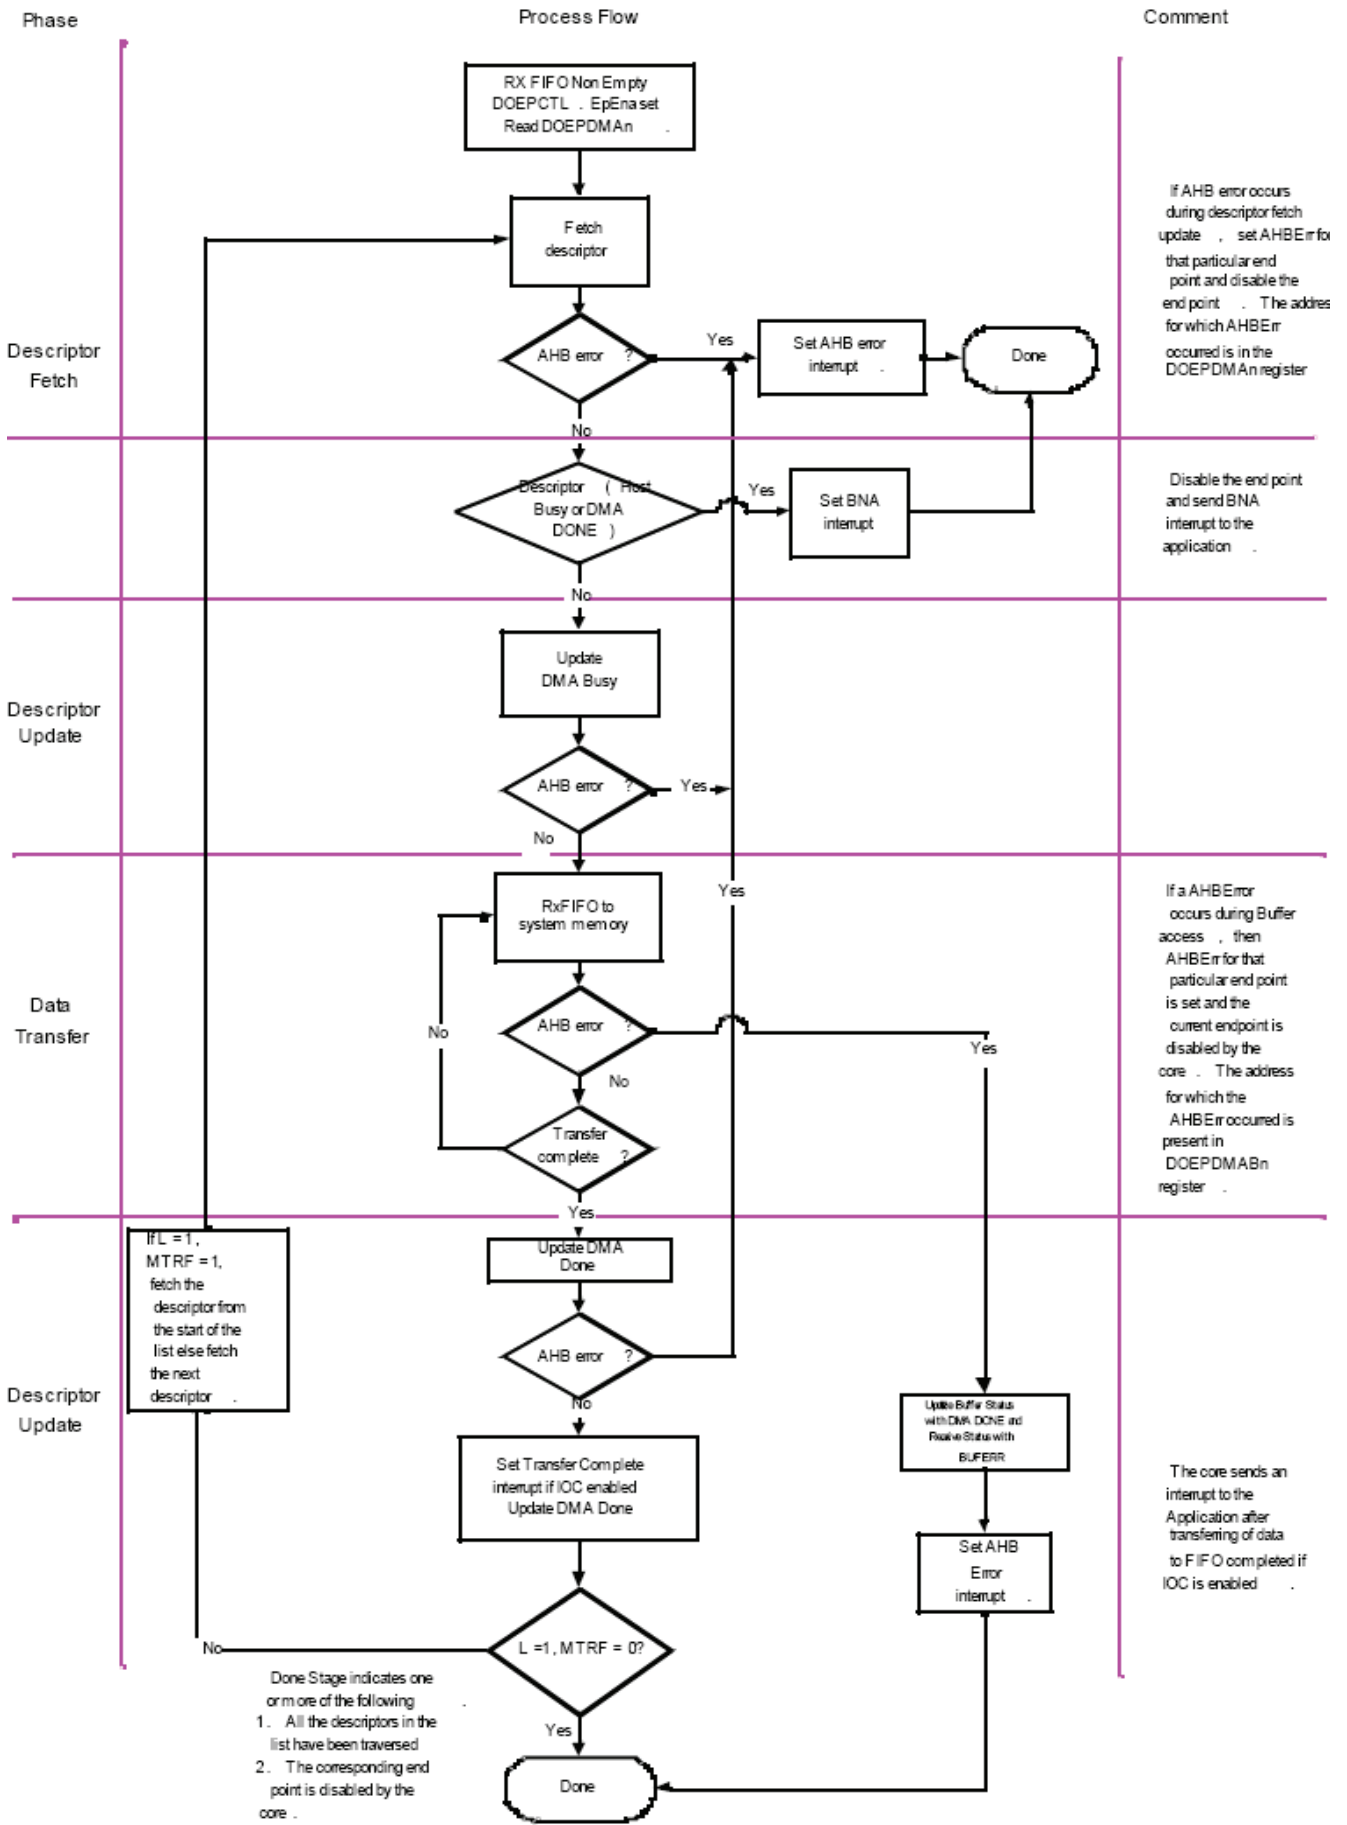 Phase
Process Flow
Comment
RX FIFO Non Empty
DOEPCTL . EpEna set
Read DOEPDMAn .
Fetch
descriptor
If AHB error occurs
during descriptor fetch
update , set AHBErr for
that particular end
point and disable the
end point . The addres
for which AHBErr
occurred is in the
DOEPDMAn register
Descriptor
Fetch
AHB error ?
Yes
Set AHB error
interrupt .
Done
No
Descriptor ( Host
Busy or DMA
DONE )
Yes
Set BNA
interrupt
Disable the end point
and send BNA
interrupt to the
application .
No
Update
DMA Busy
Descriptor
Update
AHB error ?
Yes
No
RxFIFO to
system memory
Yes
If a AHBError
occurs during Buffer
access , then
AHBErr for that
particular end point
is set and the
current endpoint is
disabled by the
core . The address
for which the
AHBErr occurred is
present in
DOEPDMABn
register .
Data
Transfer
No
AHB error ?
Yes
No
Transfer
complete ?
Yes
If L = 1,
MTRF = 1,
fetch the
descriptor from
the start of the
list else fetch
the next
descriptor .
Update DMA
Done
AHB error ?
No
Descriptor
Update
Update Buffer Status
with DMA DONE and
Receive Status with
BUFERR
Set Transfer Complete
interrupt if IOC enabled
Update DMA Done
Set AHB
Error
interrupt .
The core sends an
interrupt to the
Application after
transferring of data
to FIFO completed if
IOC is enabled .
No
L =1, MTRF = 0?
Yes
Done Stage indicates one
or more of the following .
1. All the descriptors in the
list have been traversed
2. The corresponding end
point is disabled by the
core .
Done